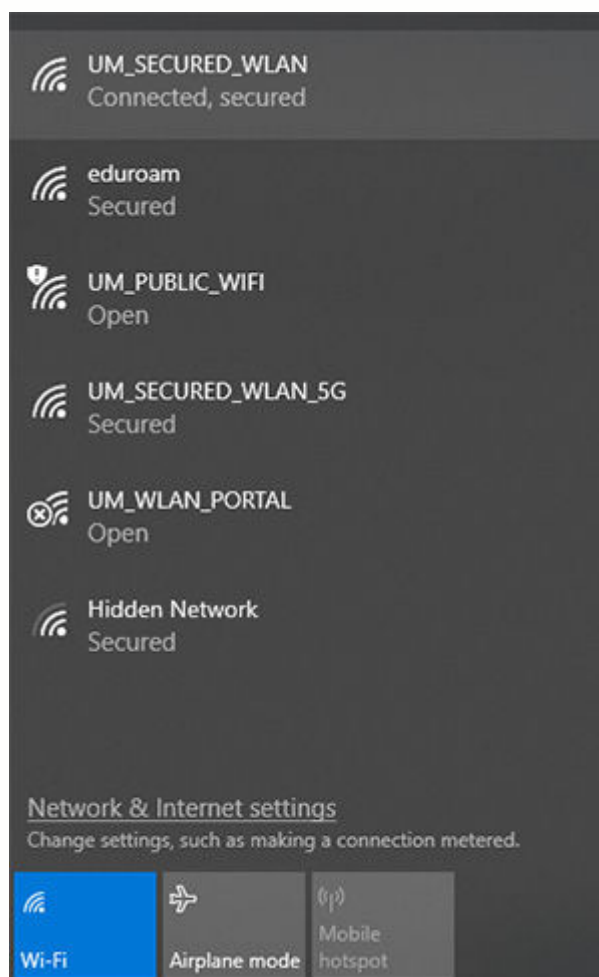 UM_SECURED_WLAN
Connected, secured
eduroam
Secured
UM_PUBLIC_WIFI
Open
UM_SECURED_WLAN_5G
Secured
UM_WLAN_PORTAL
Open
Hidden Network
Secured
Network & Internet settings
Change settings, such as making a connection metered.
Wi-Fi
Airplane mode
Mobile
hotspot